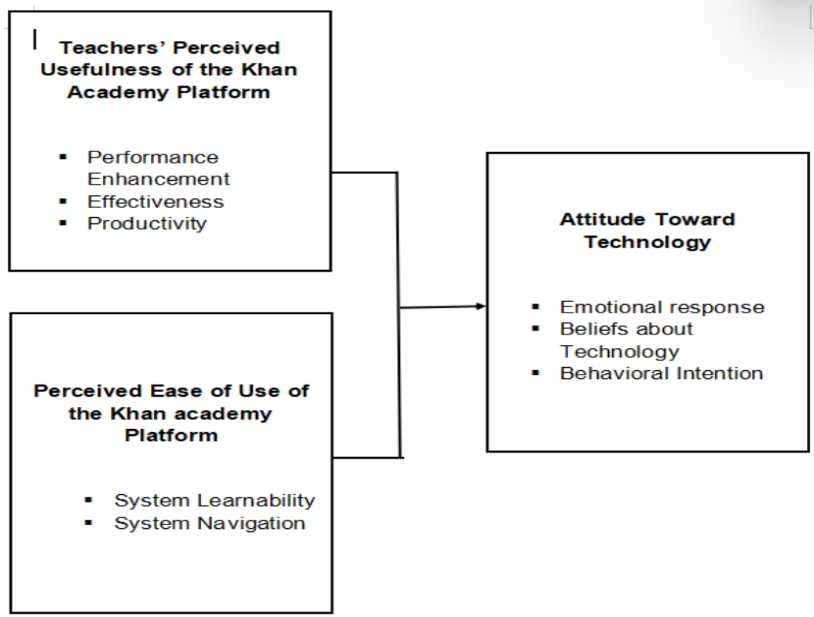 Teachers’ Perceived
Usefulness of the Khan
Academy Platform
▪ Performance
Enhancement
▪ Effectiveness
▪ Productivity
Perceived Ease of Use of
the Khan academy
Platform
▪ System Learnability
▪ System Navigation
Attitude Toward
Technology
▪ Emotional response
▪ Beliefs about
Technology
▪ Behavioral Intention